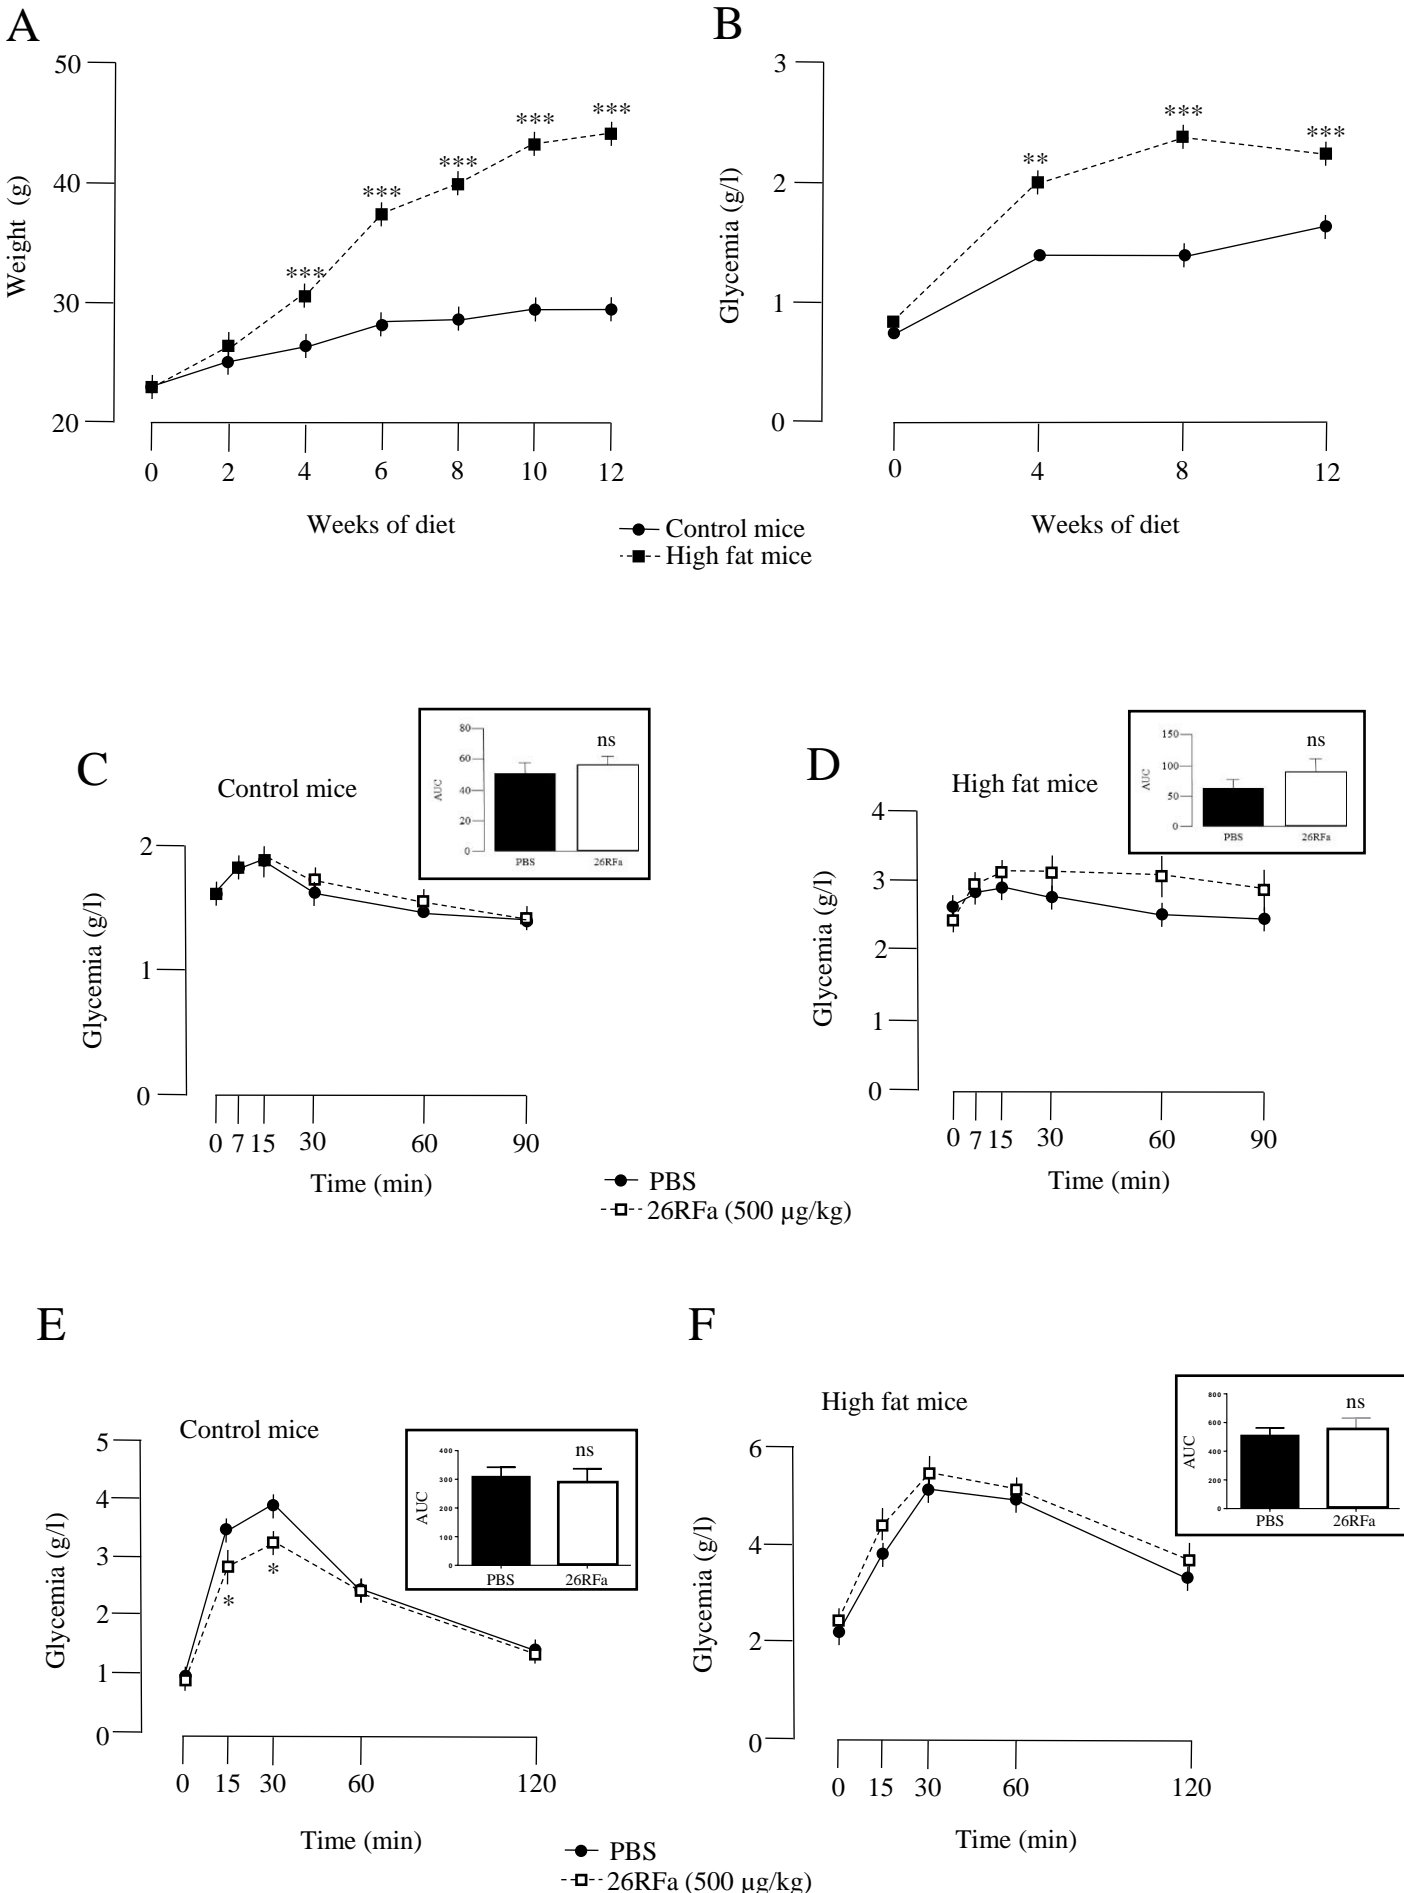 A
50
40
30
20
Weight (g)
***
***
***
***
***
0 2 4 6 8 10 12
Weeks of diet
B
3
2
1
0
Glycemia (g/l)
**
***
***
0 4 8 12
Weeks of diet
Control mice
High fat mice
C
Control mice
2
1
0
Glycemia (g/l)
0 7 15 30 60 90
Time (min)
80
60
40
20
0
AUC
ns
PBS 26RFa
D
High fat mice
4
3
2
1
0
Glycemia (g/l)
0 7 15 30 60 90
Time (min)
150
100
50
0
AUC
ns
PBS 26RFa
PBS
26RFa (500 µg/kg)
E
Control mice
5
4
3
2
1
0
Glycemia (g/l)
*
*
0 15 30 60 120
Time (min)
400
300
200
100
0
AUC
ns
PBS 26RFa
F
High fat mice
6
4
2
0
Glycemia (g/l)
0 15 30 60 120
Time (min)
800
600
400
200
0
AUC
ns
PBS 26RFa
PBS
26RFa (500 µg/kg)